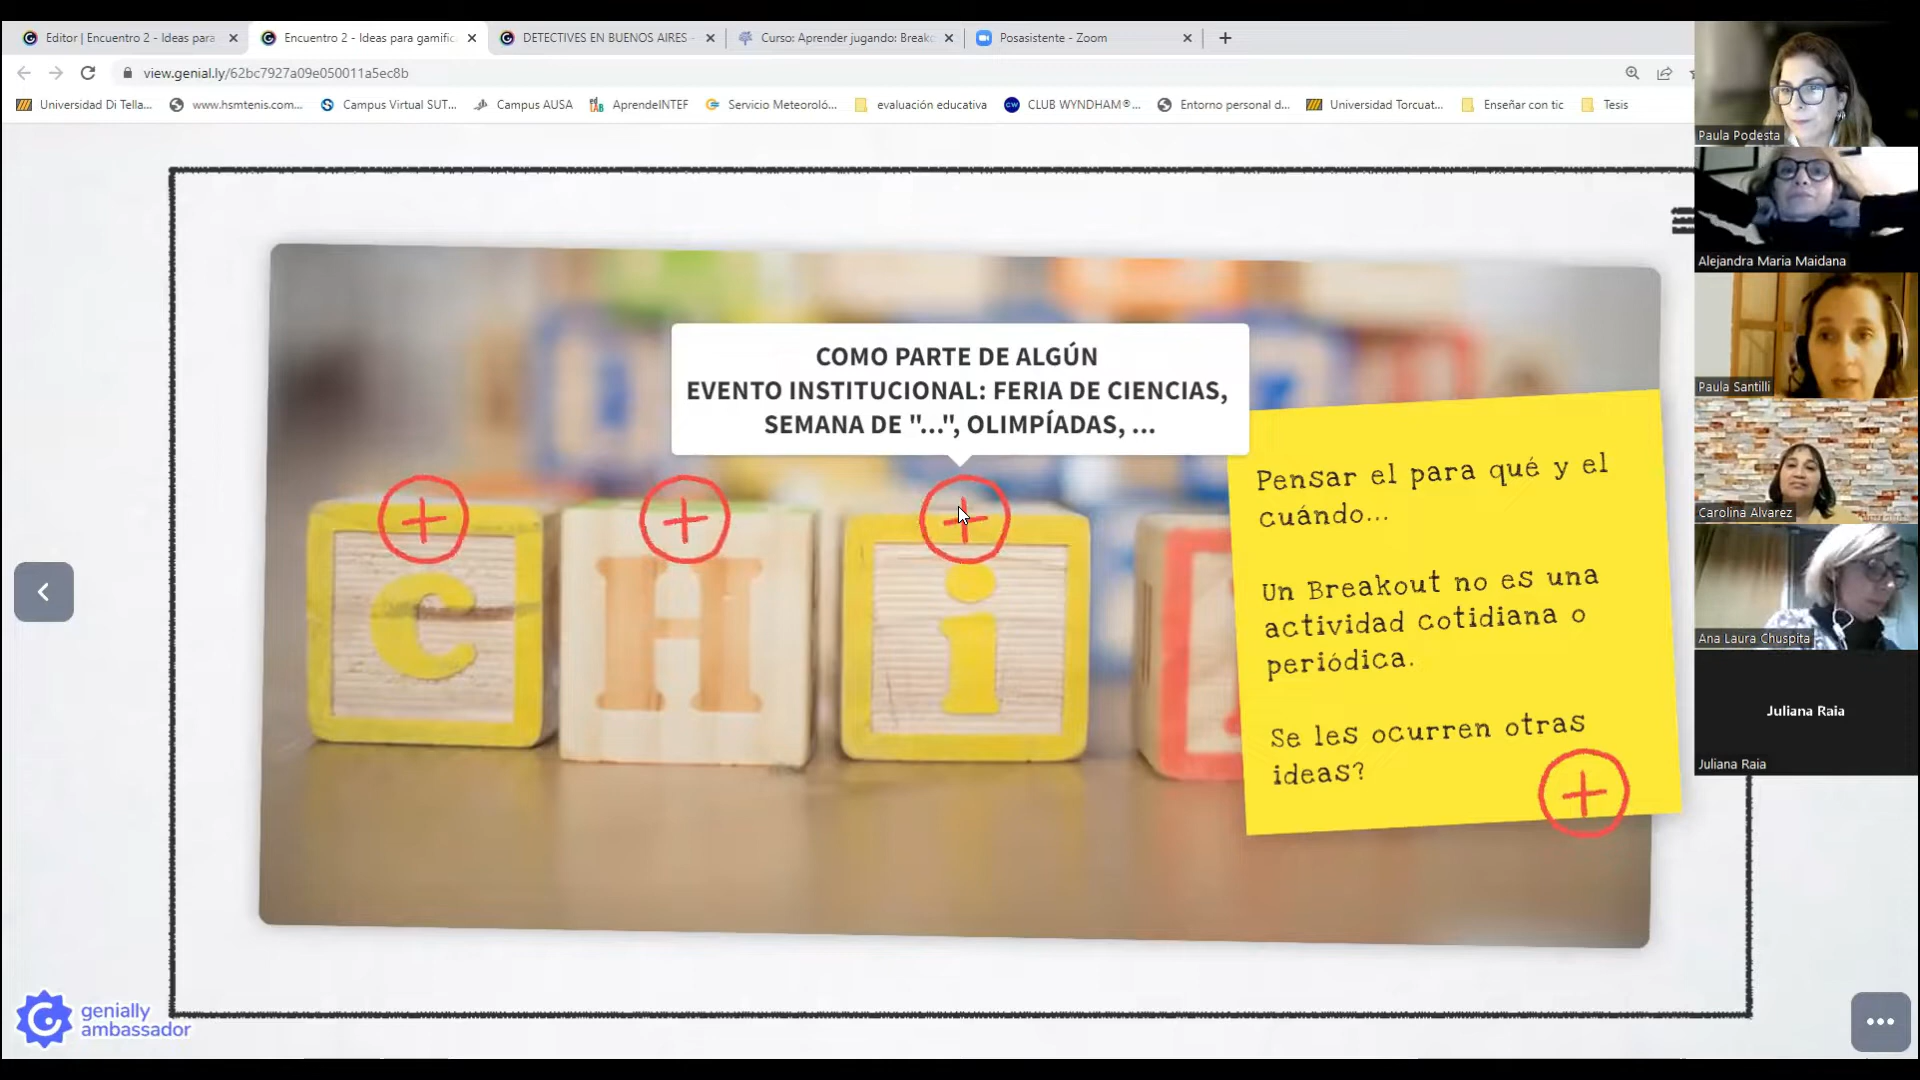 Editor | Encuentro 2 - Ideas para
Encuentro 2 - Ideas para gamific
DETECTIVES EN BUENOS AIRES -
Curso: Aprender jugando: Breako
Posasistente - Zoom
view.genial.ly/62bc7927a09e050011a5ec8b
Universidad Di Tella...
www.hsmtenis.com...
Campus Virtual SUT...
Campus AUSA
AprendeINTEF
Servicio Meteoroló...
evaluación educativa
CLUB WYNDHAM®...
Entorno personal d...
Universidad Torcuat...
Enseñar con tic
Tesis
COMO PARTE DE ALGÚN
EVENTO INSTITUCIONAL: FERIA DE CIENCIAS,
SEMANA DE "...", OLIMPÍADAS, ...
c
H
i
Pensar el para qué y el
cuándo...
Un Breakout no es una
actividad cotidiana o
periódica.
Se les ocurren otras
ideas?
genially
ambassador
Paula Podesta
Alejandra Maria Maidana
Paula Santilli
Carolina Alvarez
Ana Laura Chuspita
Juliana Raia
Juliana Raia